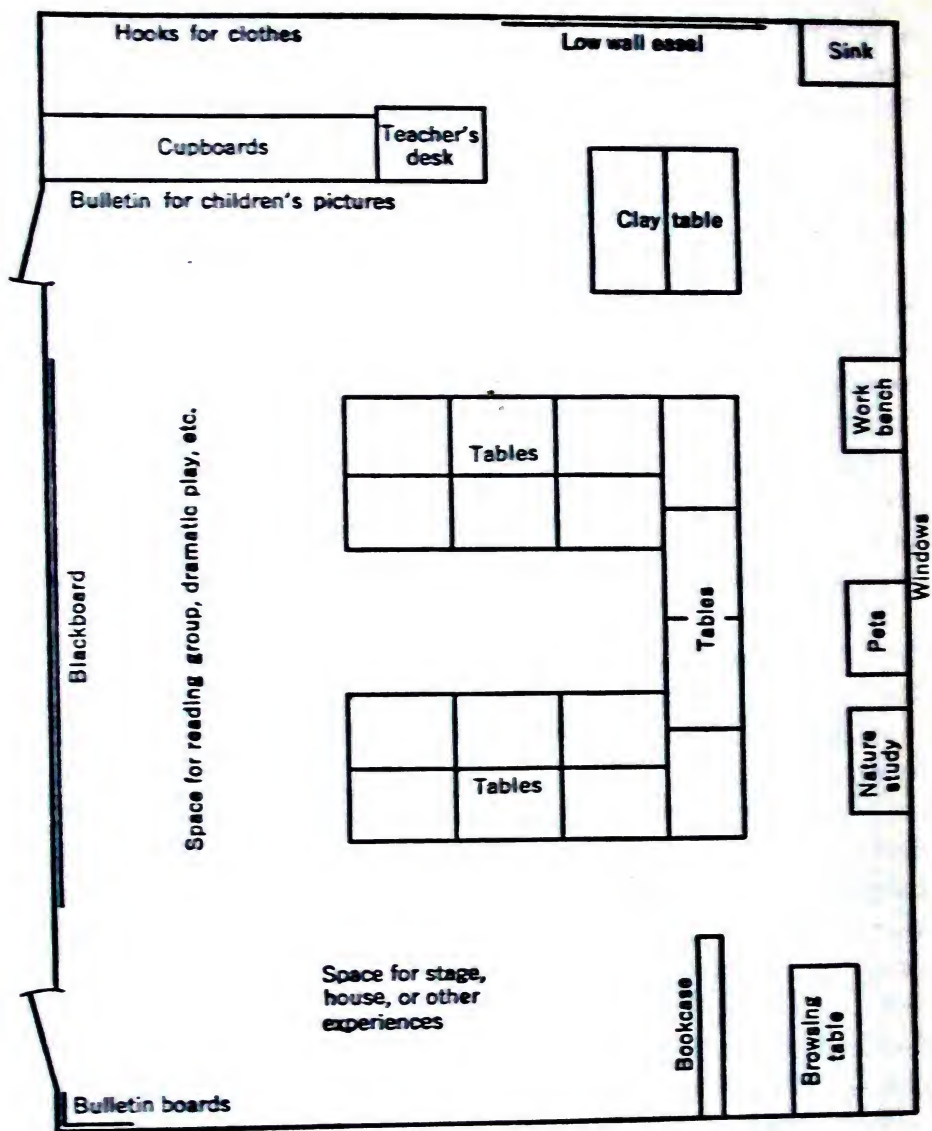 Hooks for clothes
Low wall easel
Sink
Cupboards
Teacher's
desk
Bulletin for children's pictures
Clay table
Work
bench
Tables
Space for reading group, dramatic play, etc.
Blackboard
Tables
Windows
Pets
Nature
study
Tables
Space for stage,
house, or other
experiences
Bookcase
Browsing
table
Bulletin boards